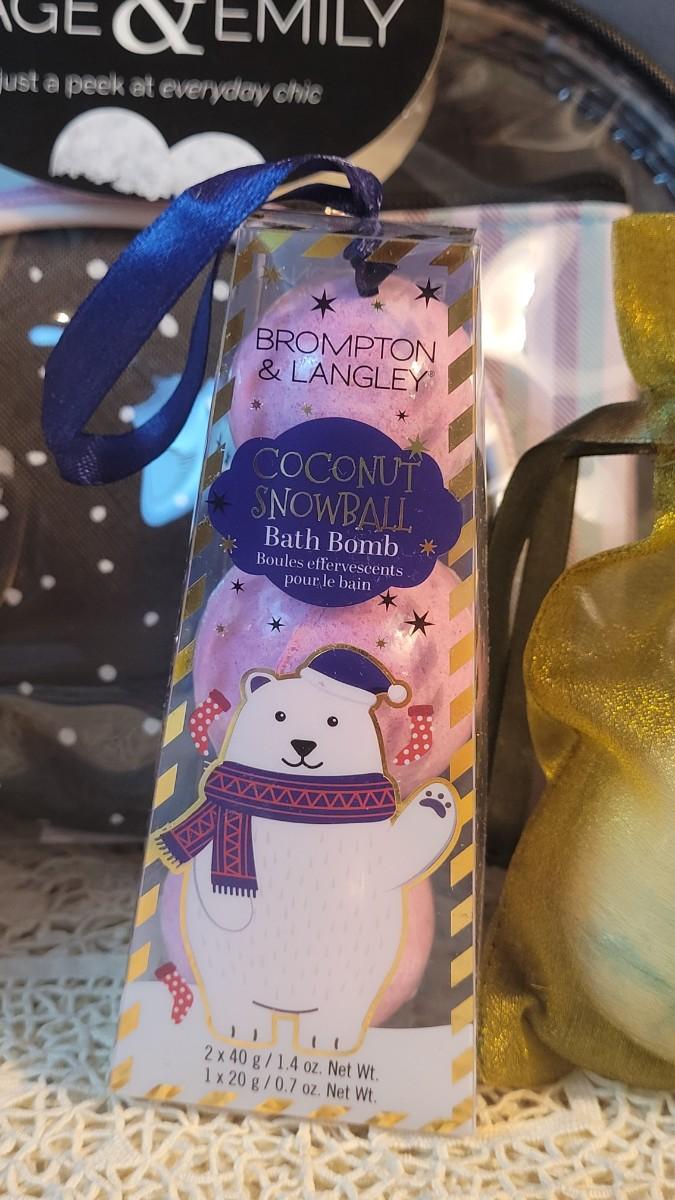 & EMILY
just a peek at everyday chic
BROMPTON
& LANGLEY®
COCONUT
SNOWBALL
Bath Bomb
Boules effervescents
pour le bain
2 x 40 g / 1.4 oz. Net Wt.
1 x 20 g / 0.7 oz. Net Wt.